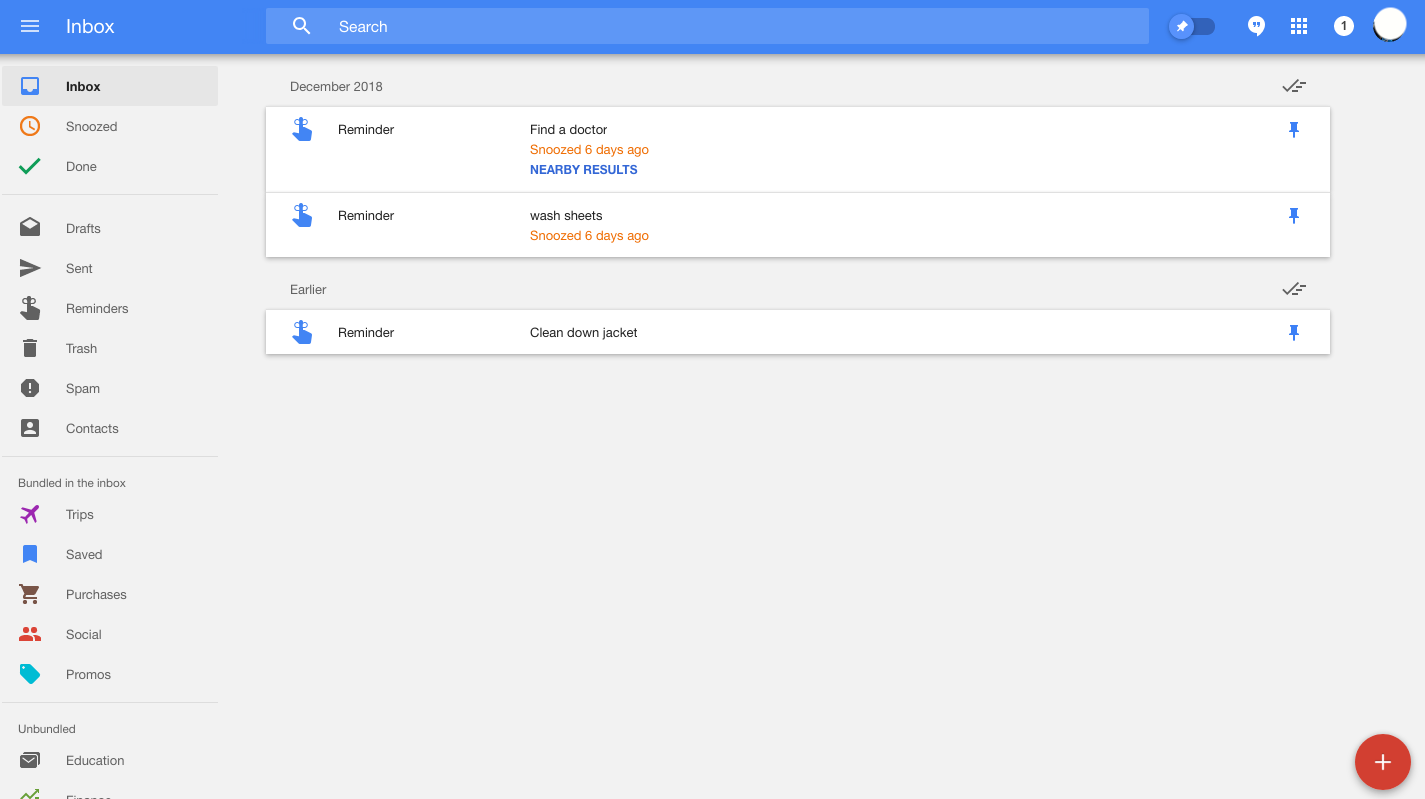 Inbox
Search
1
Inbox
Snoozed
Done
Drafts
Sent
Reminders
Trash
Spam
Contacts
Bundled in the inbox
Trips
Saved
Purchases
Social
Promos
Unbundled
Education
Finance
December 2018
Reminder
Find a doctor
Snoozed 6 days ago
NEARBY RESULTS
Reminder
wash sheets
Snoozed 6 days ago
Earlier
Reminder
Clean down jacket